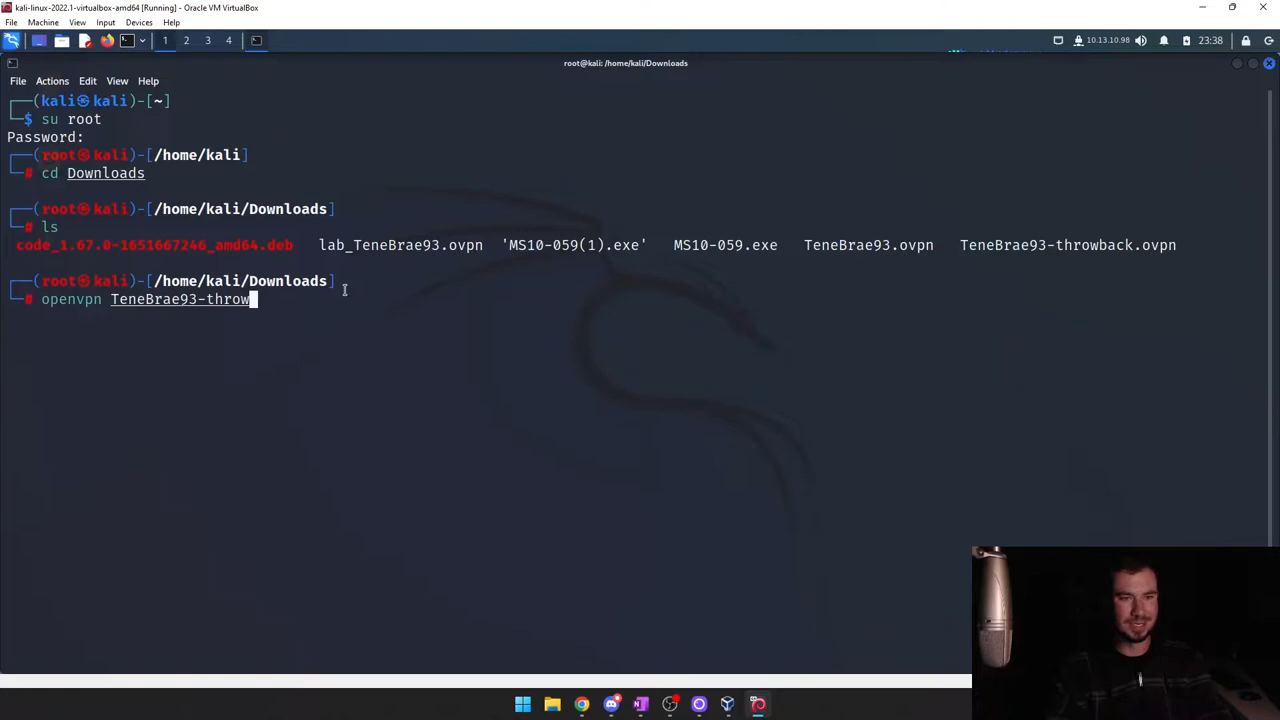 kali-linux-2022.1-virtualbox-amd64 [Running] - Oracle VM VirtualBox
File Machine View Input Devices Help
1 2 3 4 10.13.10.98 23:38
root@kali: /home/kali/Downloads
File Actions Edit View Help
┌──(kali㉿kali)-[~]
└─$ su root
Password:
┌──(root㉿kali)-[/home/kali]
└─# cd Downloads
┌──(root㉿kali)-[/home/kali/Downloads]
└─# ls
code_1.67.0-1651667246_amd64.deb lab_TeneBrae93.ovpn 'MS10-059(1).exe' MS10-059.exe TeneBrae93.ovpn TeneBrae93-throwback.ovpn
┌──(root㉿kali)-[/home/kali/Downloads]
└─# openvpn TeneBrae93-throw